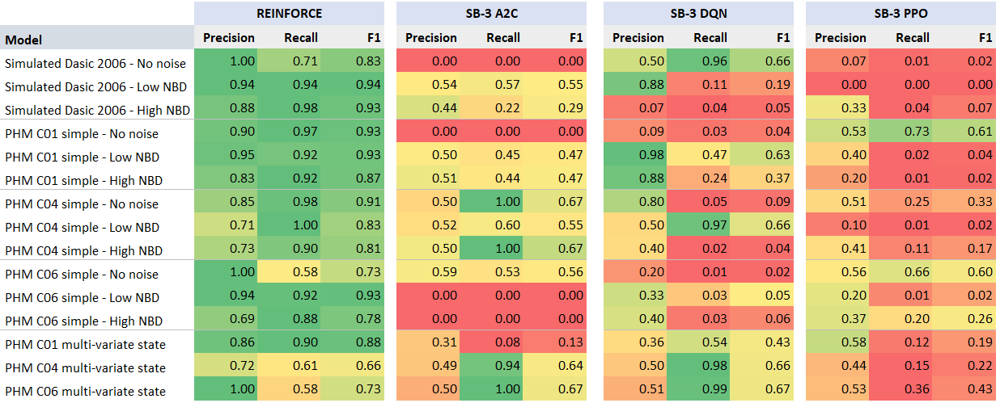 REINFORCE SB-3 A2C SB-3 DQN SB-3 PPO
Model Precision Recall F1 Precision Recall F1 Precision Recall F1 Precision Recall F1
Simulated Dasic 2006 - No noise 1.00 0.71 0.83 0.00 0.00 0.00 0.50 0.96 0.66 0.07 0.01 0.02
Simulated Dasic 2006 - Low NBD 0.94 0.94 0.94 0.54 0.57 0.55 0.88 0.11 0.19 0.00 0.00 0.00
Simulated Dasic 2006 - High NBD 0.88 0.98 0.93 0.44 0.22 0.29 0.07 0.04 0.05 0.33 0.04 0.07
PHM C01 simple - No noise 0.90 0.97 0.93 0.00 0.00 0.00 0.09 0.03 0.04 0.53 0.73 0.61
PHM C01 simple - Low NBD 0.95 0.92 0.93 0.50 0.45 0.47 0.98 0.47 0.63 0.40 0.02 0.04
PHM C01 simple - High NBD 0.83 0.92 0.87 0.51 0.44 0.47 0.88 0.24 0.37 0.20 0.01 0.02
PHM C04 simple - No noise 0.85 0.98 0.91 0.50 1.00 0.67 0.80 0.05 0.09 0.51 0.25 0.33
PHM C04 simple - Low NBD 0.71 1.00 0.83 0.52 0.60 0.55 0.50 0.97 0.66 0.10 0.01 0.02
PHM C04 simple - High NBD 0.73 0.90 0.81 0.50 1.00 0.67 0.40 0.02 0.04 0.41 0.11 0.17
PHM C06 simple - No noise 1.00 0.58 0.73 0.59 0.53 0.56 0.20 0.01 0.02 0.56 0.66 0.60
PHM C06 simple - Low NBD 0.94 0.92 0.93 0.00 0.00 0.00 0.33 0.03 0.05 0.20 0.01 0.02
PHM C06 simple - High NBD 0.69 0.88 0.78 0.00 0.00 0.00 0.40 0.03 0.06 0.37 0.20 0.26
PHM C01 multi-variate state 0.86 0.90 0.88 0.31 0.08 0.13 0.36 0.54 0.43 0.58 0.12 0.19
PHM C04 multi-variate state 0.72 0.61 0.66 0.49 0.94 0.64 0.50 0.98 0.66 0.44 0.15 0.22
PHM C06 multi-variate state 1.00 0.58 0.73 0.50 1.00 0.67 0.51 0.99 0.67 0.53 0.36 0.43